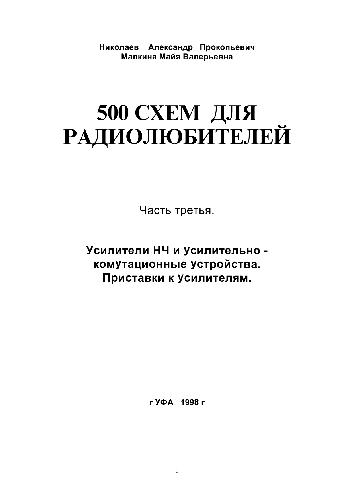 Николаев Александр Прокопьевич
Малкина Майя Валерьевна
500 СХЕМ ДЛЯ
РАДИОЛЮБИТЕЛЕЙ
Часть третья.
Усилители НЧ и усилительно -
комутационные устройства.
Приставки к усилителям.
г УФА 1998 г